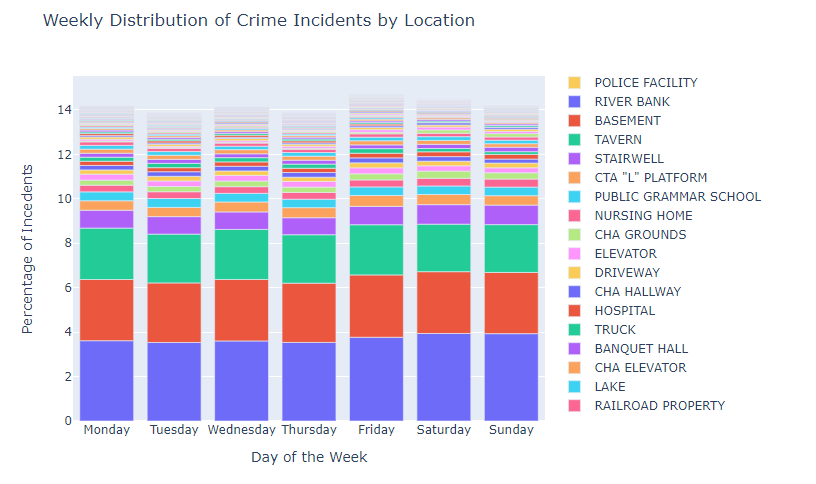 Weekly Distribution of Crime Incidents by Location
Percentage of Incedents
14
12
10
8
6
4
2
0
Monday
Tuesday
Wednesday
Thursday
Friday
Saturday
Sunday
Day of the Week
POLICE FACILITY
RIVER BANK
BASEMENT
TAVERN
STAIRWELL
CTA "L" PLATFORM
PUBLIC GRAMMAR SCHOOL
NURSING HOME
CHA GROUNDS
ELEVATOR
DRIVEWAY
CHA HALLWAY
HOSPITAL
TRUCK
BANQUET HALL
CHA ELEVATOR
LAKE
RAILROAD PROPERTY